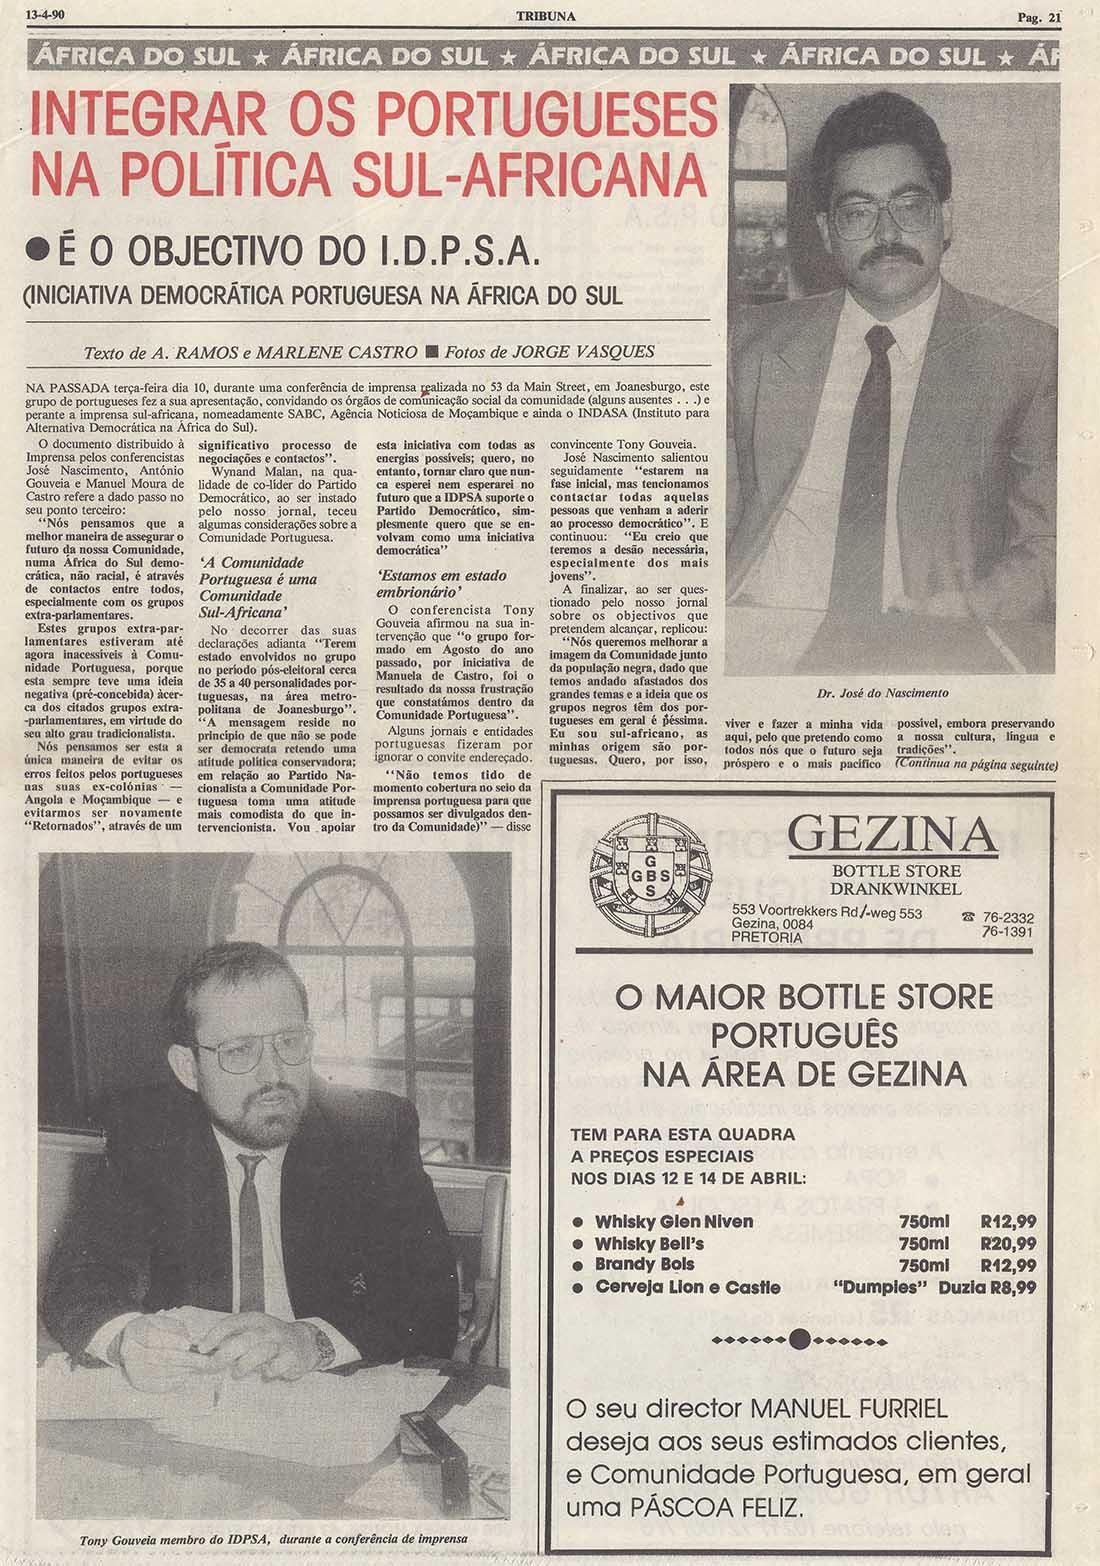 13-4-90
TRIBUNA
Pag. 21
ÁFRICA DO SUL ★ ÁFRICA DO SUL ★ ÁFRICA DO SUL ★ ÁFRICA DO SUL ★ ÁF
INTEGRAR OS PORTUGUESES
NA POLÍTICA SUL-AFRICANA
● É O OBJECTIVO DO I.D.P.S.A.
(INICIATIVA DEMOCRÁTICA PORTUGUESA NA ÁFRICA DO SUL
Texto de A. RAMOS e MARLENE CASTRO ■ Fotos de JORGE VASQUES
NA PASSADA terça-feira dia 10, durante uma conferência de imprensa realizada no 53 da Main Street, em Joanesburgo, este
grupo de portugueses fez a sua apresentação, convidando os órgãos de comunicação social da comunidade (alguns ausentes . . .) e
perante a imprensa sul-africana, nomeadamente SABC, Agência Noticiosa de Moçambique e ainda o INDASA (Instituto para
Alternativa Democrática na África do Sul).
O documento distribuído à
Imprensa pelos conferencistas
José Nascimento, António
Gouveia e Manuel Moura de
Castro refere a dado passo no
seu ponto terceiro:
"Nós pensamos que a
melhor maneira de assegurar o
futuro da nossa Comunidade,
numa África do Sul demo-
crática, não racial, é através
de contactos entre todos,
especialmente com os grupos
extra-parlamentares.
Estes grupos extra-par-
lamentares estiveram até
agora inacessíveis à Comu-
nidade Portuguesa, porque
esta sempre teve uma ideia
negativa (pré-concebida) àcer-
ca dos citados grupos extra-
-parlamentares, em virtude do
seu alto grau tradicionalista.
Nós pensamos ser esta a
única maneira de evitar os
erros feitos pelos portugueses
nas suas ex-colónias —
Angola e Moçambique — e
evitarmos ser novamente
"Retornados", através de um
significativo processo de
negociações e contactos".
Wynand Malan, na qua-
lidade de co-líder do Partido
Democrático, ao ser instado
pelo nosso jornal, teceu
algumas considerações sobre a
Comunidade Portuguesa.
'A Comunidade
Portuguesa é uma
Comunidade
Sul-Africana'
No decorrer das suas
declarações adianta "Terem
estado envolvidos no grupo
no período pós-eleitoral cerca
de 35 a 40 personalidades por-
tuguesas, na área metro-
politana de Joanesburgo".
"A mensagem reside no
princípio de que não se pode
ser democrata retendo uma
atitude política conservadora;
em relação ao Partido Na-
cionalista a Comunidade Por-
tuguesa toma uma atitude
mais comodista do que in-
tervencionista. Vou apoiar
esta iniciativa com todas as
energias possíveis; quero, no
entanto, tornar claro que nun-
ca esperei nem esperarei no
futuro que a IDPSA suporte o
Partido Democrático, sim-
plesmente quero que se en-
volvam como uma iniciativa
democrática"
'Estamos em estado
embrionário'
O conferencista Tony
Gouveia afirmou na sua in-
tervenção que "o grupo for-
mado em Agosto do ano
passado, por iniciativa de
Manuela de Castro, foi o
resultado da nossa frustração
que constatámos dentro da
Comunidade Portuguesa".
Alguns jornais e entidades
portuguesas fizeram por
ignorar o convite endereçado.
"Não temos tido de
momento cobertura no seio da
imprensa portuguesa para que
possamos ser divulgados den-
tro da Comunidade)" — disse
convincente Tony Gouveia.
José Nascimento salientou
seguidamente "estarem na
fase inicial, mas tencionamos
contactar todas aquelas
pessoas que venham a aderir
ao processo democrático". E
continuou: "Eu creio que
teremos a desão necessária,
especialmente dos mais
jovens".
A finalizar, ao ser ques-
tionado pelo nosso jornal
sobre os objectivos que
pretendem alcançar, replicou:
"Nós queremos melhorar a
imagem da Comunidade junto
da população negra, dado que
temos andado afastados dos
grandes temas e a ideia que os
grupos negros têm dos por-
tugueses em geral é péssima.
Eu sou sul-africano, as
minhas origem são por-
tuguesas. Quero, por isso,
Dr. José do Nascimento
viver e fazer a minha vida
aqui, pelo que pretendo como
todos nós que o futuro seja
próspero e o mais pacífico
possível, embora preservando
a nossa cultura, língua e
tradições".
(Continua na página seguinte)
Tony Gouveia membro do IDPSA, durante a conferência de imprensa
G
GBS
S
GEZINA
BOTTLE STORE
DRANKWINKEL
553 Voortrekkers Rd/-weg 553
Gezina, 0084
PRETORIA
☎ 76-2332
76-1391
O MAIOR BOTTLE STORE
PORTUGUÊS
NA ÁREA DE GEZINA
TEM PARA ESTA QUADRA
A PREÇOS ESPECIAIS
NOS DIAS 12 E 14 DE ABRIL:
● Whisky Glen Niven 750ml R12,99
● Whisky Bell's 750ml R20,99
● Brandy Bols 750ml R12,99
● Cerveja Lion e Castle "Dumpies" Duzia R8,99
O seu director MANUEL FURRIEL
deseja aos seus estimados clientes,
e Comunidade Portuguesa, em geral
uma PÁSCOA FELIZ.